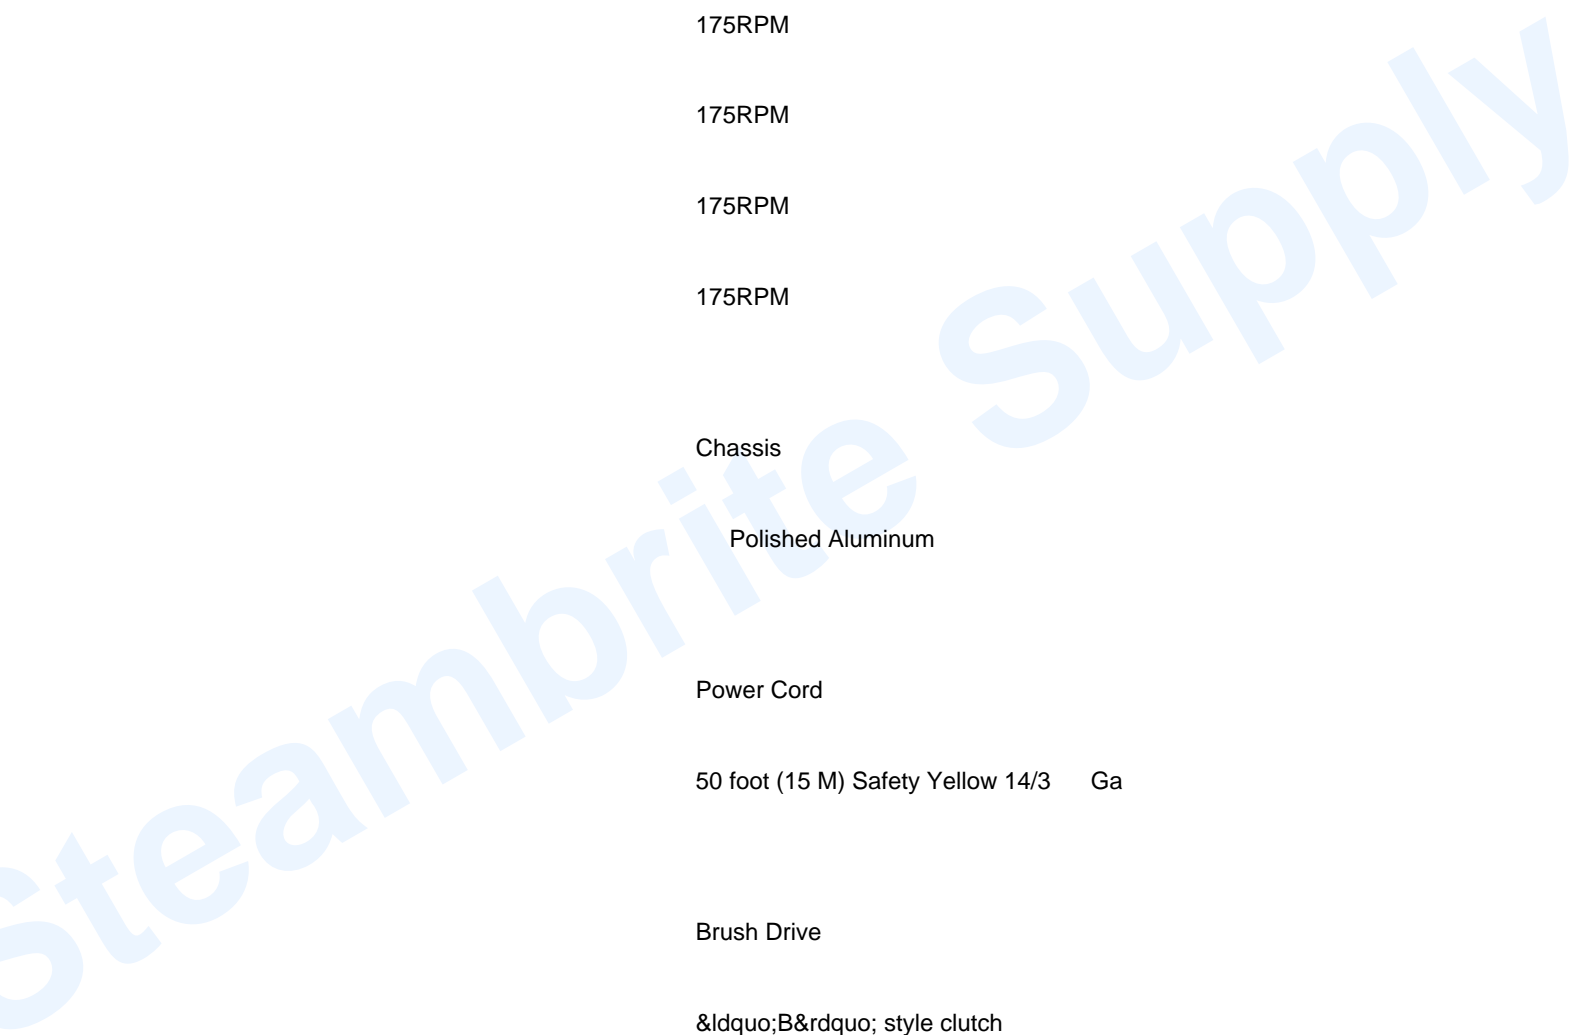 175RPM
175RPM
175RPM
175RPM
Chassis
Polished Aluminum
Power Cord
50 foot (15 M) Safety Yellow 14/3 Ga
Brush Drive
&ldquo;B&rdquo; style clutch
Steambrite Supply